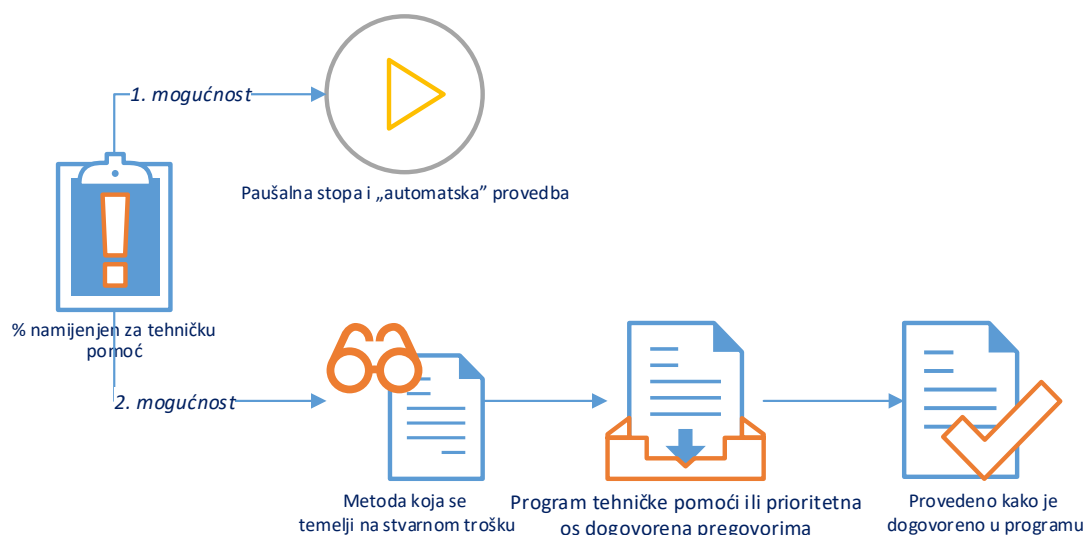 1. mogućnost
Paušalna stopa i „automatska” provedba
% namijenjen za tehničku
pomoć
2. mogućnost
Metoda koja se
temelji na stvarnom trošku
Program tehničke pomoći ili prioritetna
os dogovorena pregovorima
Provedeno kako je
dogovoreno u programu